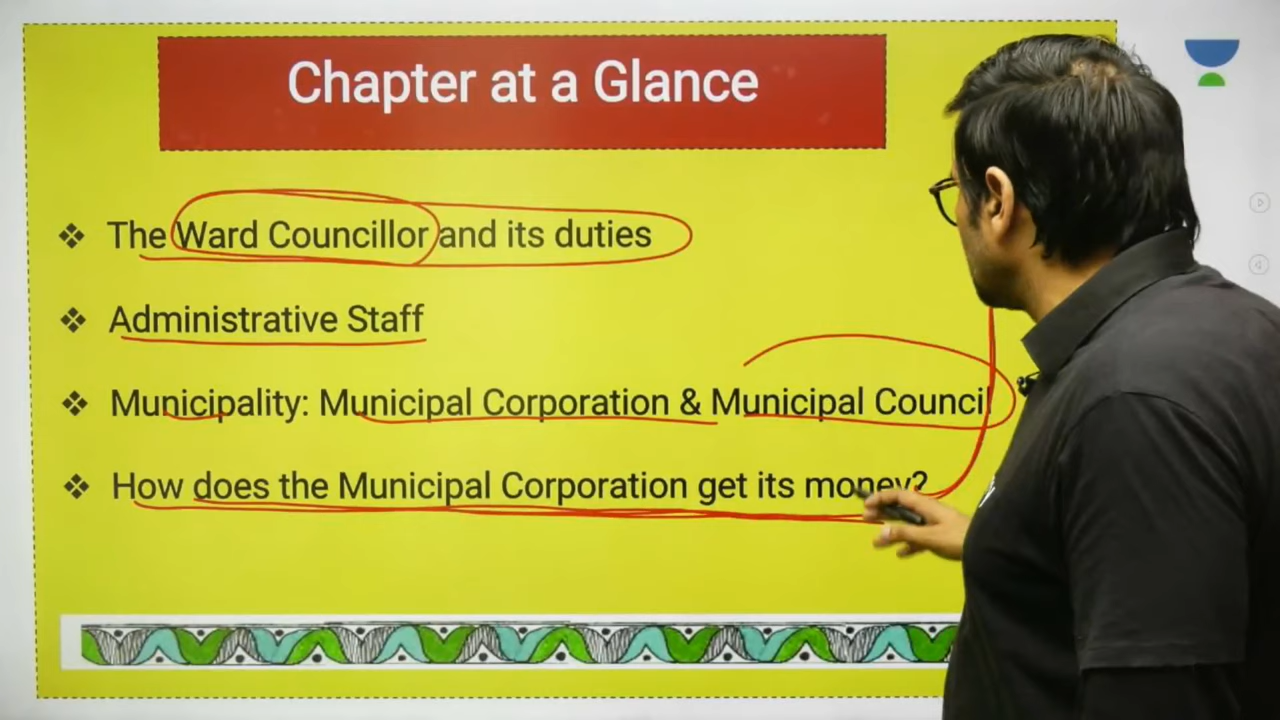 Chapter at a Glance
❖ The Ward Councillor and its duties
❖ Administrative Staff
❖ Municipality: Municipal Corporation & Municipal Council
❖ How does the Municipal Corporation get its money?